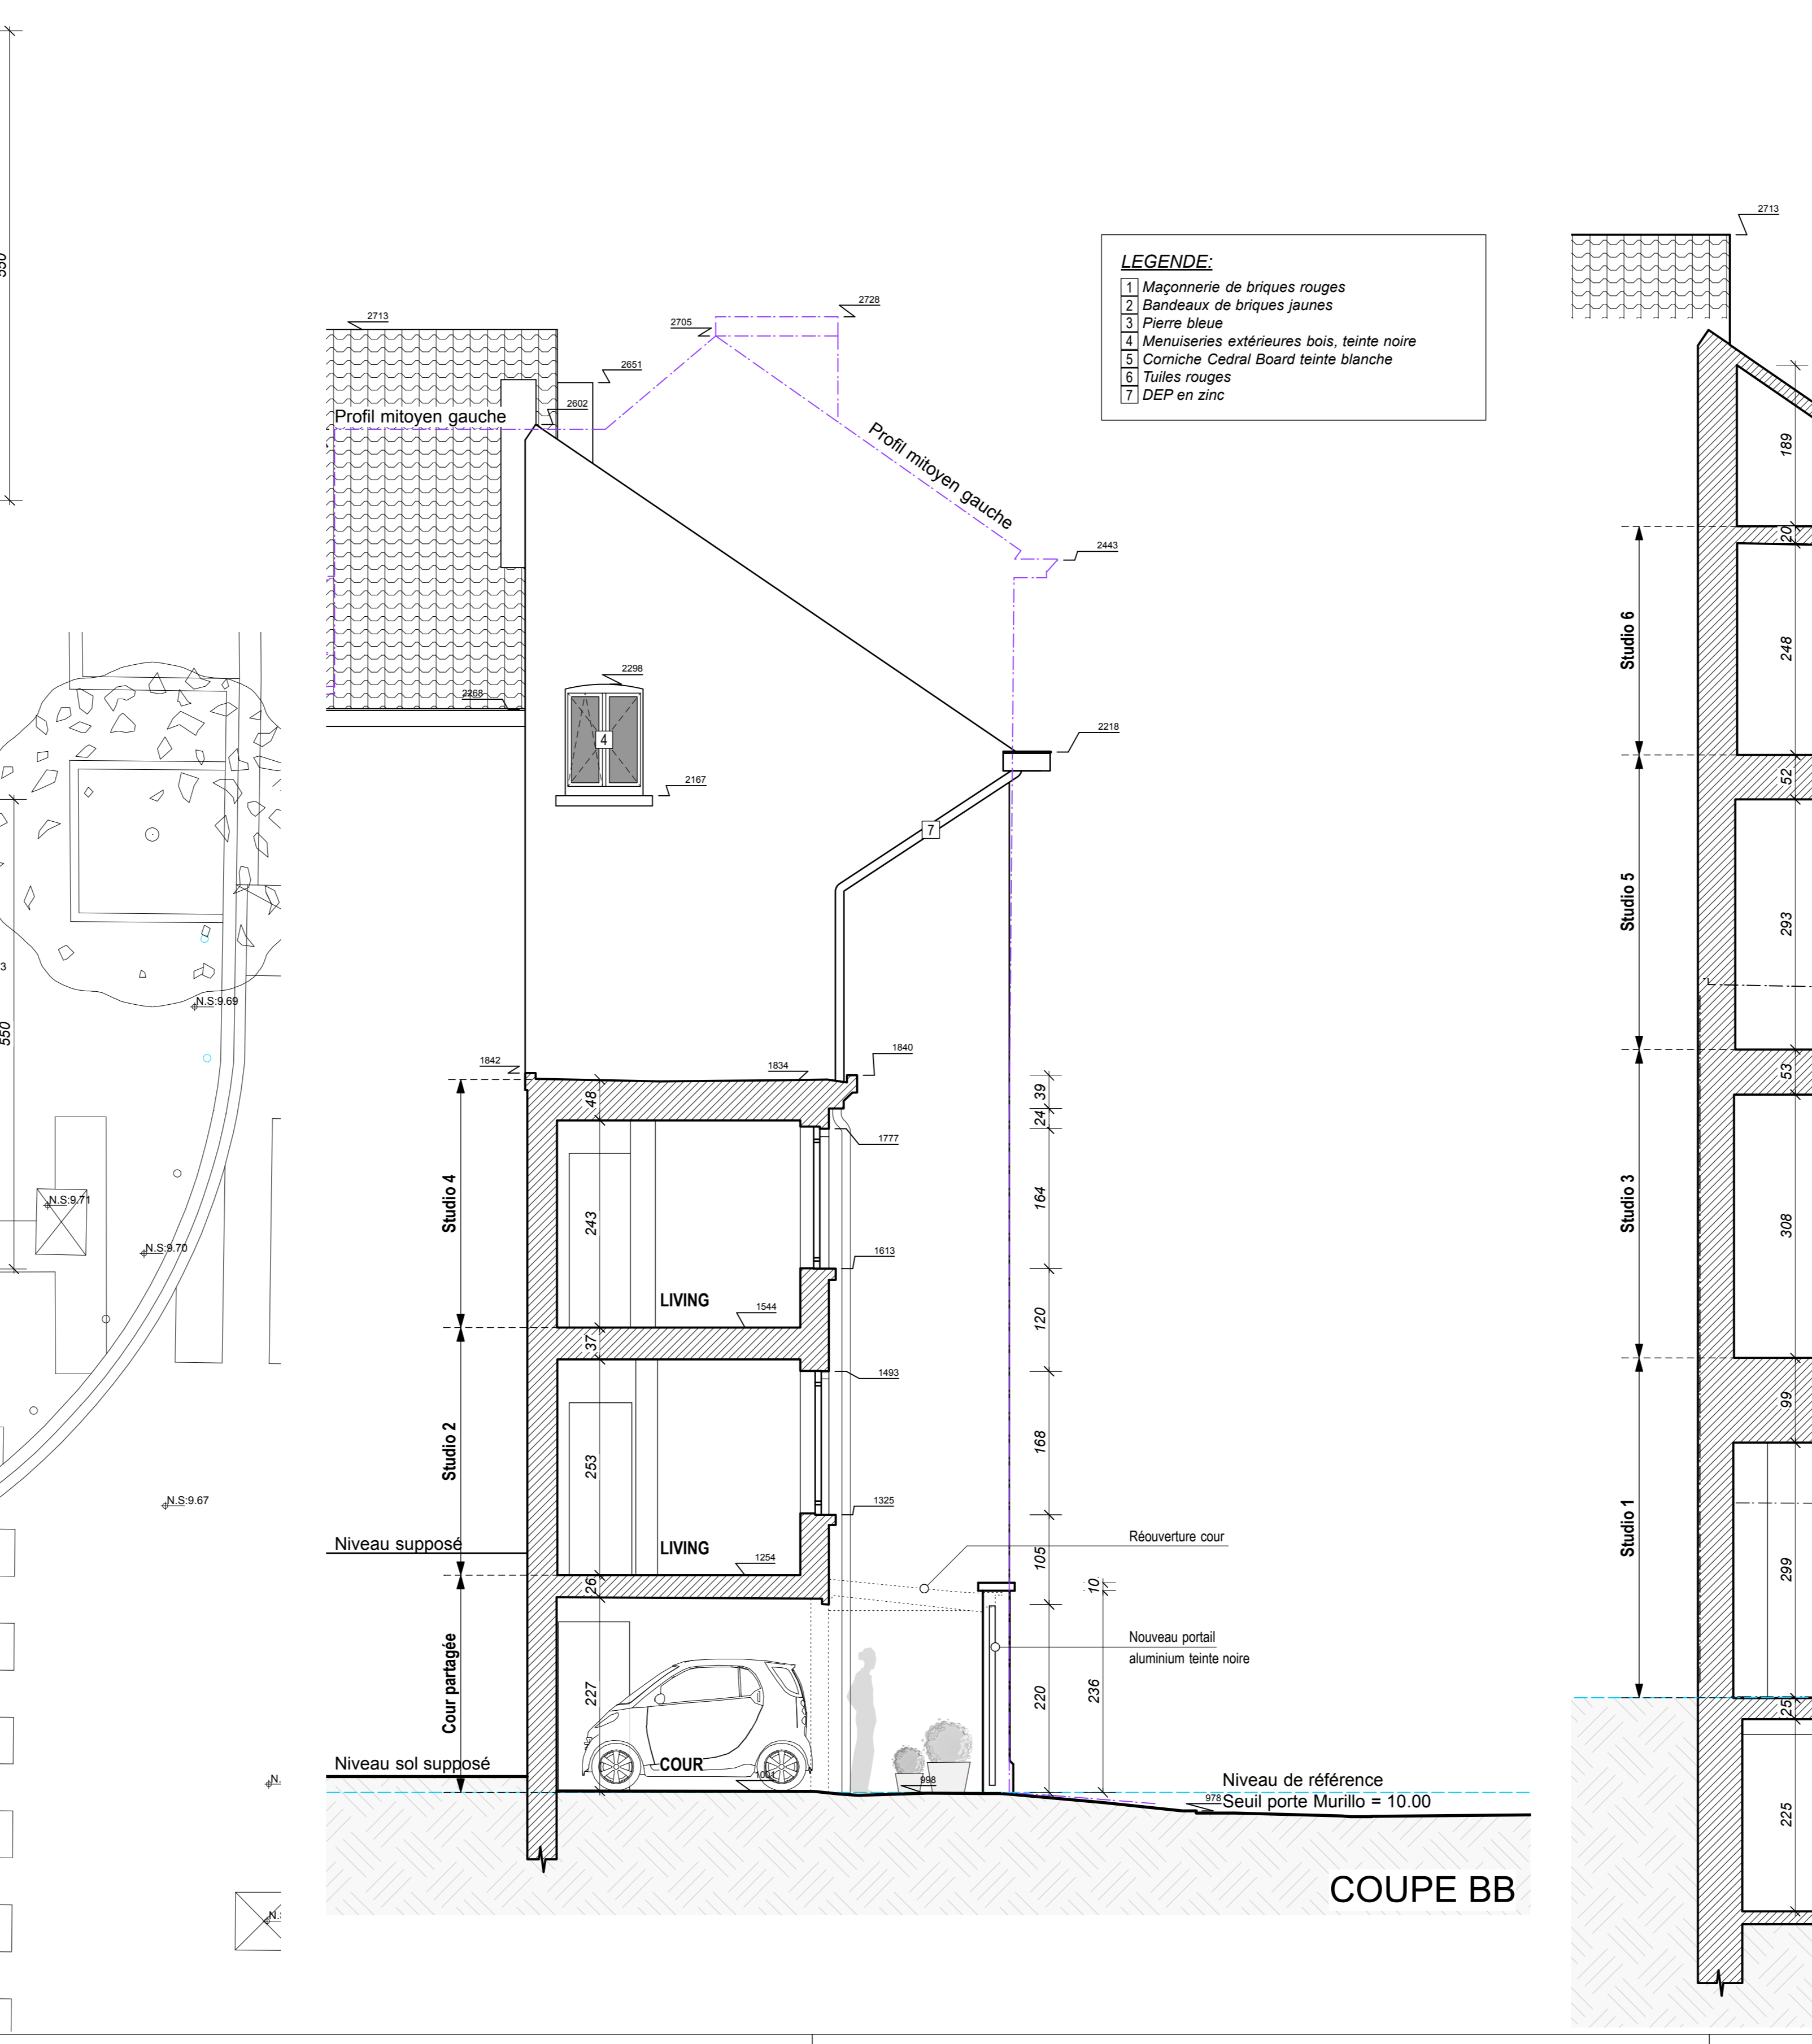 550
3
550
N.S:9.69
N.S:9.71
N.S:9.70
N.S:9.67
N.
LEGENDE:
1 Maçonnerie de briques rouges
2 Bandeaux de briques jaunes
3 Pierre bleue
4 Menuiseries extérieures bois, teinte noire
5 Corniche Cedral Board teinte blanche
6 Tuiles rouges
7 DEP en zinc
2713
2705
2728
2651
2602
Profil mitoyen gauche
Profil mitoyen gauche
2443
2298
2268
4
2167
2218
7
1842
1834
1840
48
39
24
1777
Studio 4
243
164
1613
LIVING
1544
120
37
1493
Studio 2
253
168
1325
Niveau supposé
LIVING
1254
105
26
10
Réouverture cour
Nouveau portail
aluminium teinte noire
Cour partagée
227
220
236
Niveau sol supposé
COUR
1001
998
978
Niveau de référence
Seuil porte Murillo = 10.00
COUPE BB
2713
189
20
Studio 6
248
52
Studio 5
293
53
Studio 3
308
99
Studio 1
299
25
225